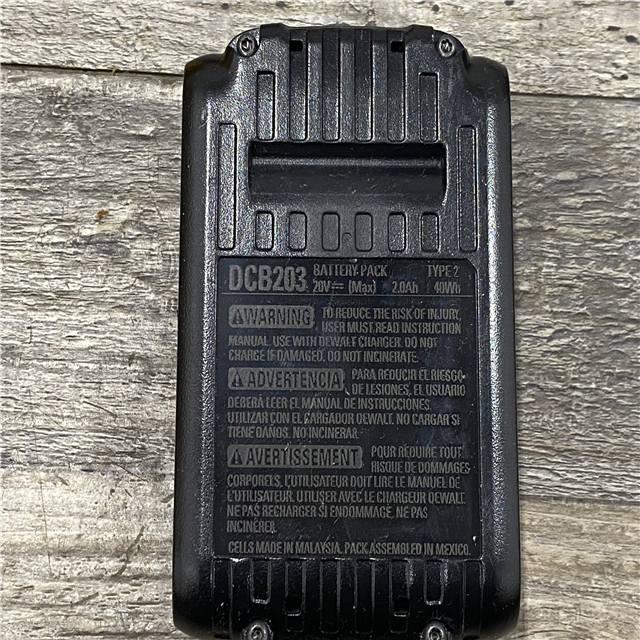 DCB203 BATTERY PACK TYPE 2
20V⎓ (Max) 2.0Ah 40Wh
⚠WARNING TO REDUCE THE RISK OF INJURY,
USER MUST READ INSTRUCTION
MANUAL. USE WITH DEWALT CHARGER. DO NOT
CHARGE IF DAMAGED. DO NOT INCINERATE.
⚠ADVERTENCIA PARA REDUCIR EL RIESGO
DE LESIONES, EL USUARIO
DEBERÁ LEER EL MANUAL DE INSTRUCCIONES.
UTILIZAR CON EL CARGADOR DEWALT. NO CARGAR SI
TIENE DAÑOS. NO INCINERAR.
⚠AVERTISSEMENT POUR RÉDUIRE TOUT
RISQUE DE DOMMAGES
CORPORELS, L'UTILISATEUR DOIT LIRE LE MANUEL DE
L'UTILISATEUR. UTILISER AVEC LE CHARGEUR DEWALT.
NE PAS RECHARGER SI ENDOMMAGÉ. NE PAS
INCINÉRER.
CELLS MADE IN MALAYSIA. PACK ASSEMBLED IN MEXICO.